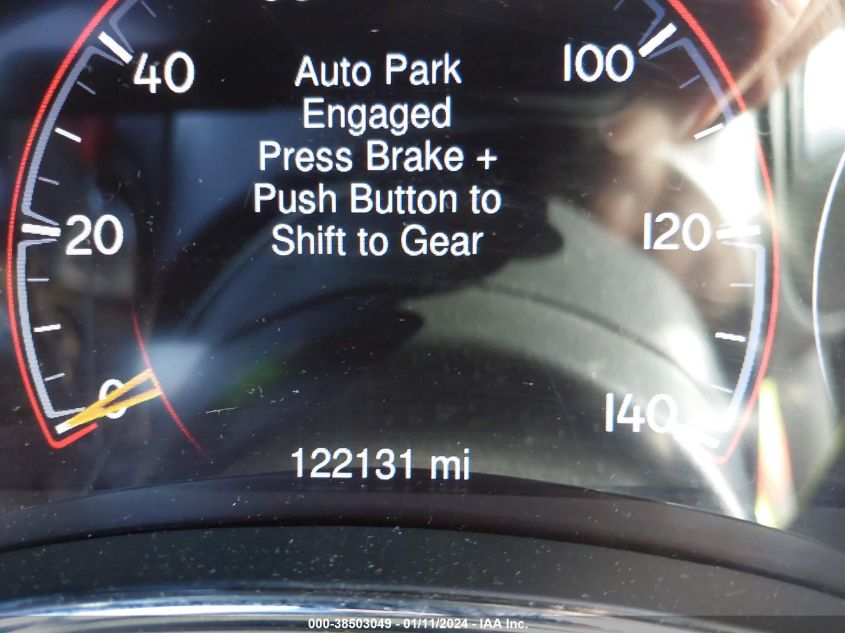 40
100
Auto Park
Engaged
Press Brake +
Push Button to
Shift to Gear
20
120
0
140
122131 mi
000-38503049 - 01/11/2024 - IAA Inc.